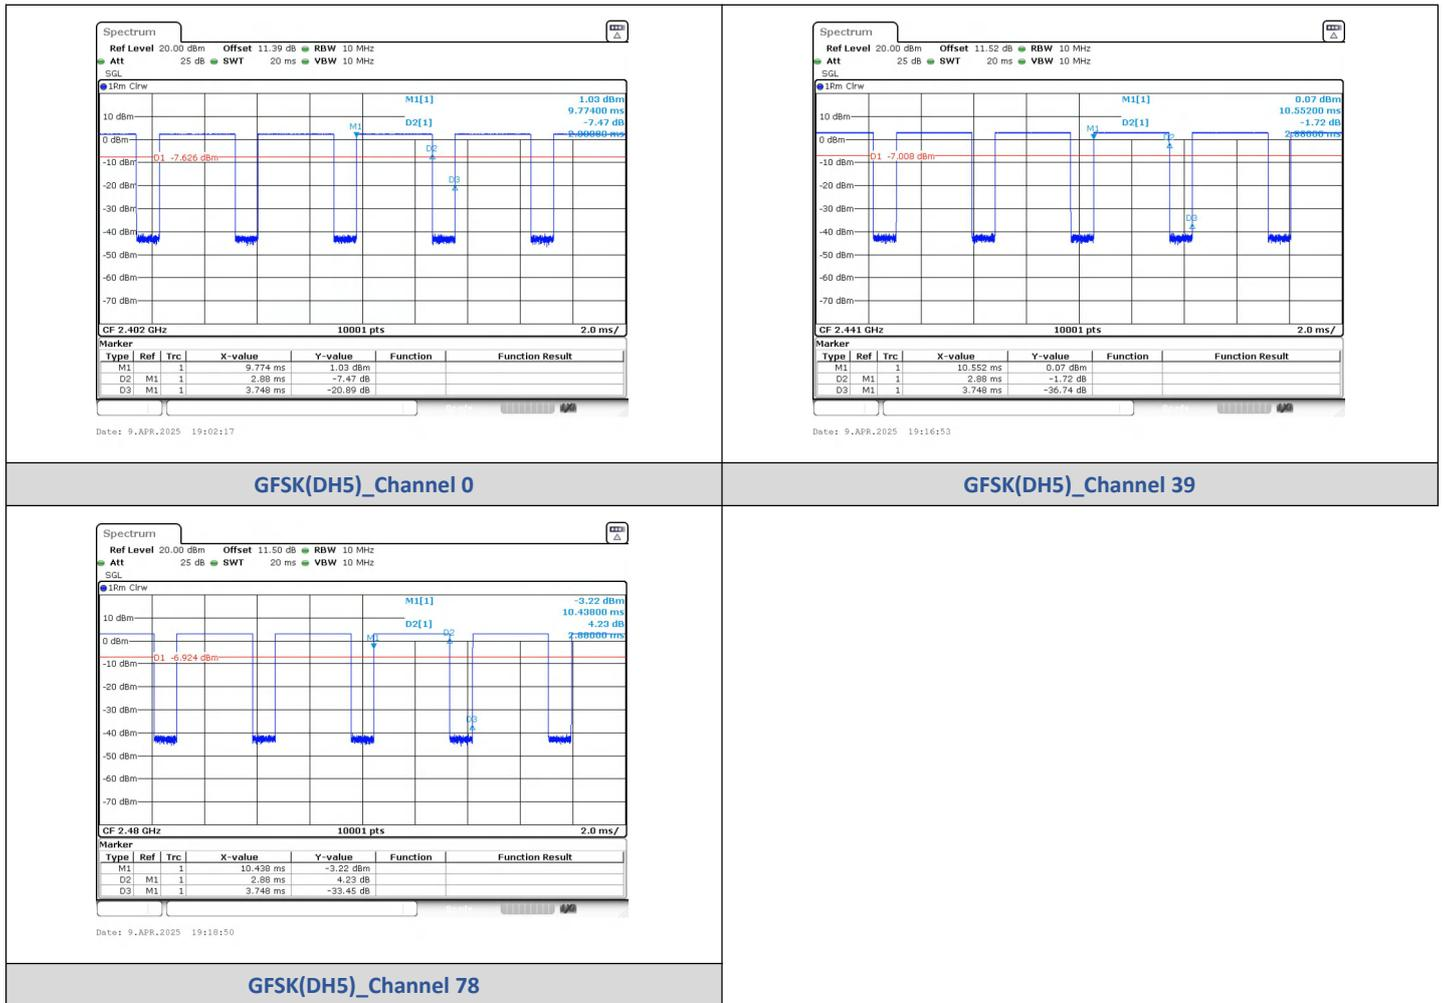 Spectrum
Ref Level 20.00 dBm Offset 11.39 dB RBW 10 MHz
Att 25 dB SWT 20 ms VBW 10 MHz
SGL
1Rm Clrw
M1[1] 1.03 dBm
9.77400 ms
D2[1] -7.47 dB
2.88000 ms
10 dBm
0 dBm
-10 dBm
-20 dBm
-30 dBm
-40 dBm
-50 dBm
-60 dBm
-70 dBm
D1 -7.626 dBm
M1
D2
D3
CF 2.402 GHz 10001 pts 2.0 ms/
Marker
Type Ref Trc X-value Y-value Function Function Result
M1 1 9.774 ms 1.03 dBm
D2 M1 1 2.88 ms -7.47 dB
D3 M1 1 3.748 ms -20.89 dB
Date: 9.APR.2025 19:02:17
GFSK(DH5)_Channel 0
Spectrum
Ref Level 20.00 dBm Offset 11.52 dB RBW 10 MHz
Att 25 dB SWT 20 ms VBW 10 MHz
SGL
1Rm Clrw
M1[1] 0.07 dBm
10.55200 ms
D2[1] -1.72 dB
2.88000 ms
10 dBm
0 dBm
-10 dBm
-20 dBm
-30 dBm
-40 dBm
-50 dBm
-60 dBm
-70 dBm
D1 -7.008 dBm
M1
D2
D3
CF 2.441 GHz 10001 pts 2.0 ms/
Marker
Type Ref Trc X-value Y-value Function Function Result
M1 1 10.552 ms 0.07 dBm
D2 M1 1 2.88 ms -1.72 dB
D3 M1 1 3.748 ms -36.74 dB
Date: 9.APR.2025 19:16:53
GFSK(DH5)_Channel 39
Spectrum
Ref Level 20.00 dBm Offset 11.50 dB RBW 10 MHz
Att 25 dB SWT 20 ms VBW 10 MHz
SGL
1Rm Clrw
M1[1] -3.22 dBm
10.43800 ms
D2[1] 4.23 dB
2.88000 ms
10 dBm
0 dBm
-10 dBm
-20 dBm
-30 dBm
-40 dBm
-50 dBm
-60 dBm
-70 dBm
D1 -6.924 dBm
M1
D2
D3
CF 2.48 GHz 10001 pts 2.0 ms/
Marker
Type Ref Trc X-value Y-value Function Function Result
M1 1 10.438 ms -3.22 dBm
D2 M1 1 2.88 ms 4.23 dB
D3 M1 1 3.748 ms -33.45 dB
Date: 9.APR.2025 19:18:50
GFSK(DH5)_Channel 78